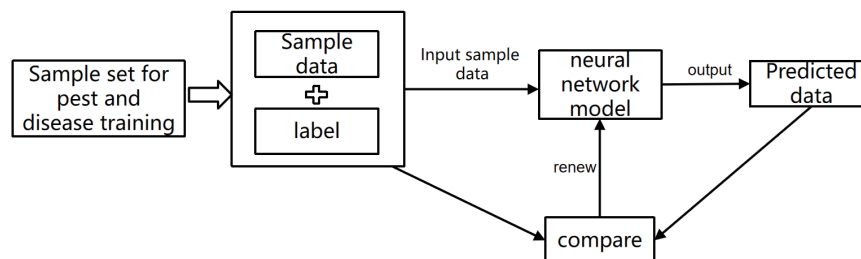 Sample set for
pest and
disease training
Sample
data
label
Input sample
data
neural
network
model
output
Predicted
data
renew
compare